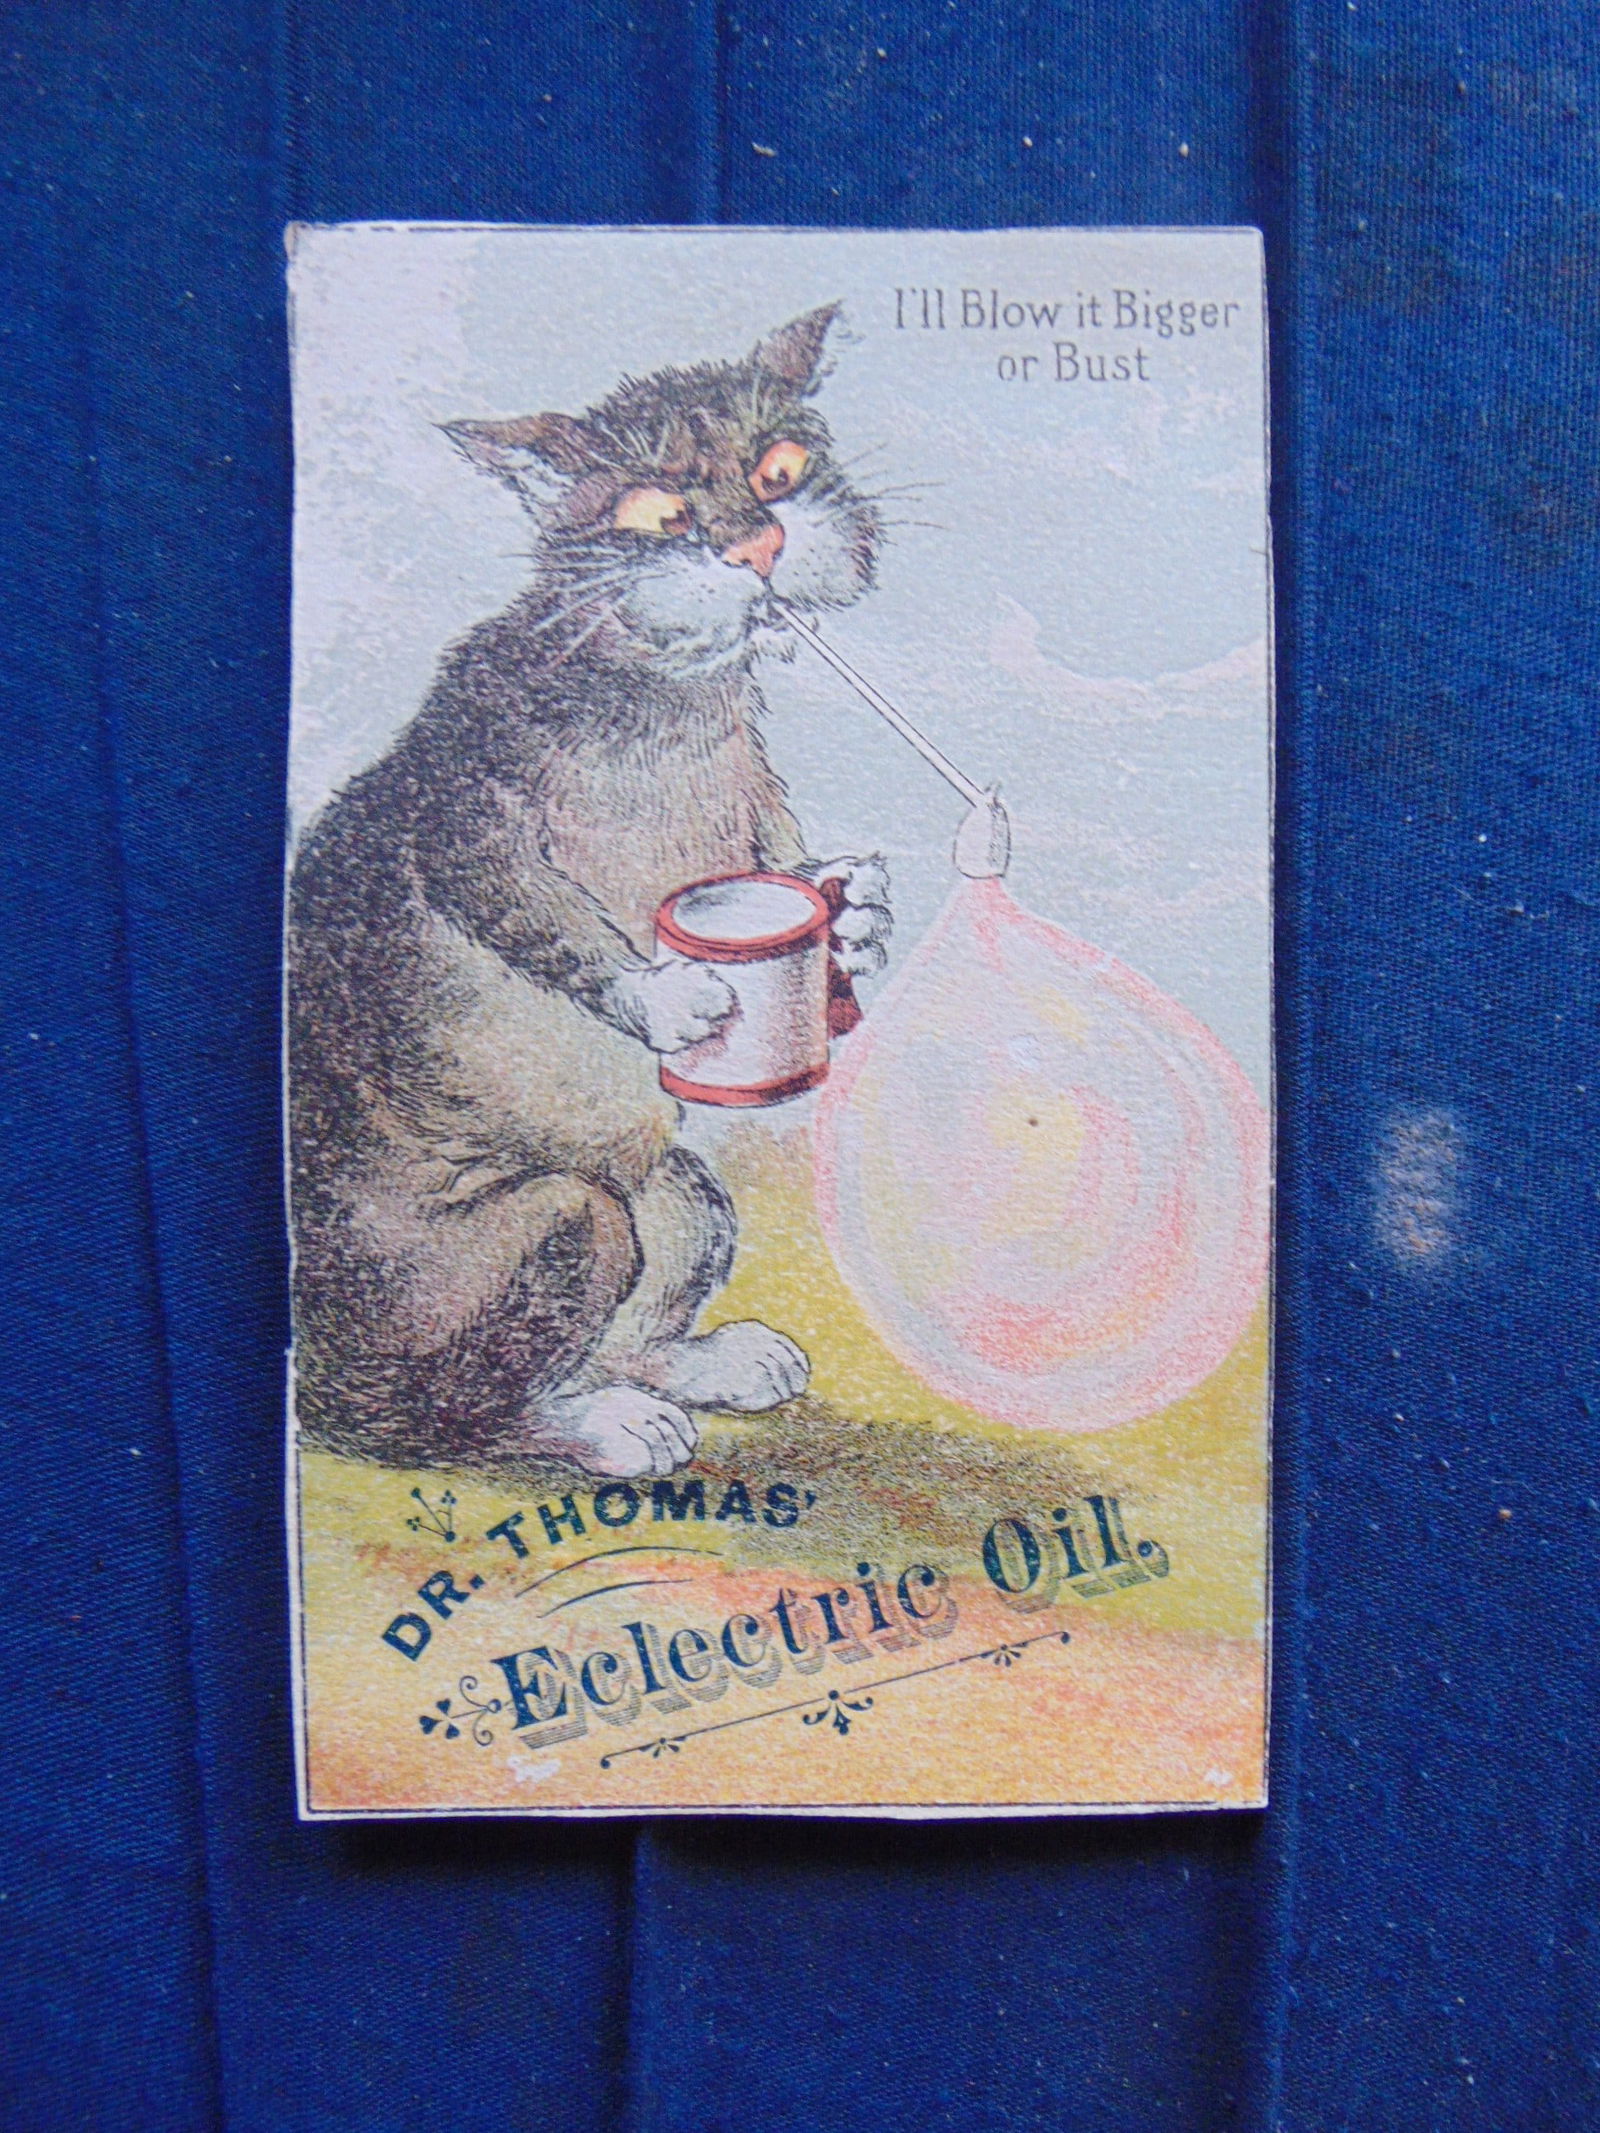 I'll Blow it Bigger
or Bust
DR. THOMAS'
Eclectric Oil.